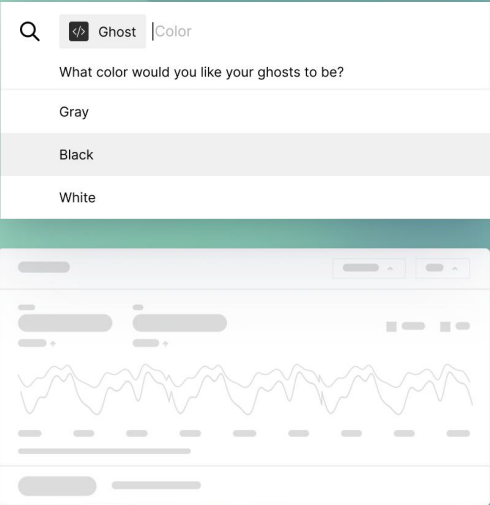 </> Ghost Color
What color would you like your ghosts to be?
Gray
Black
White